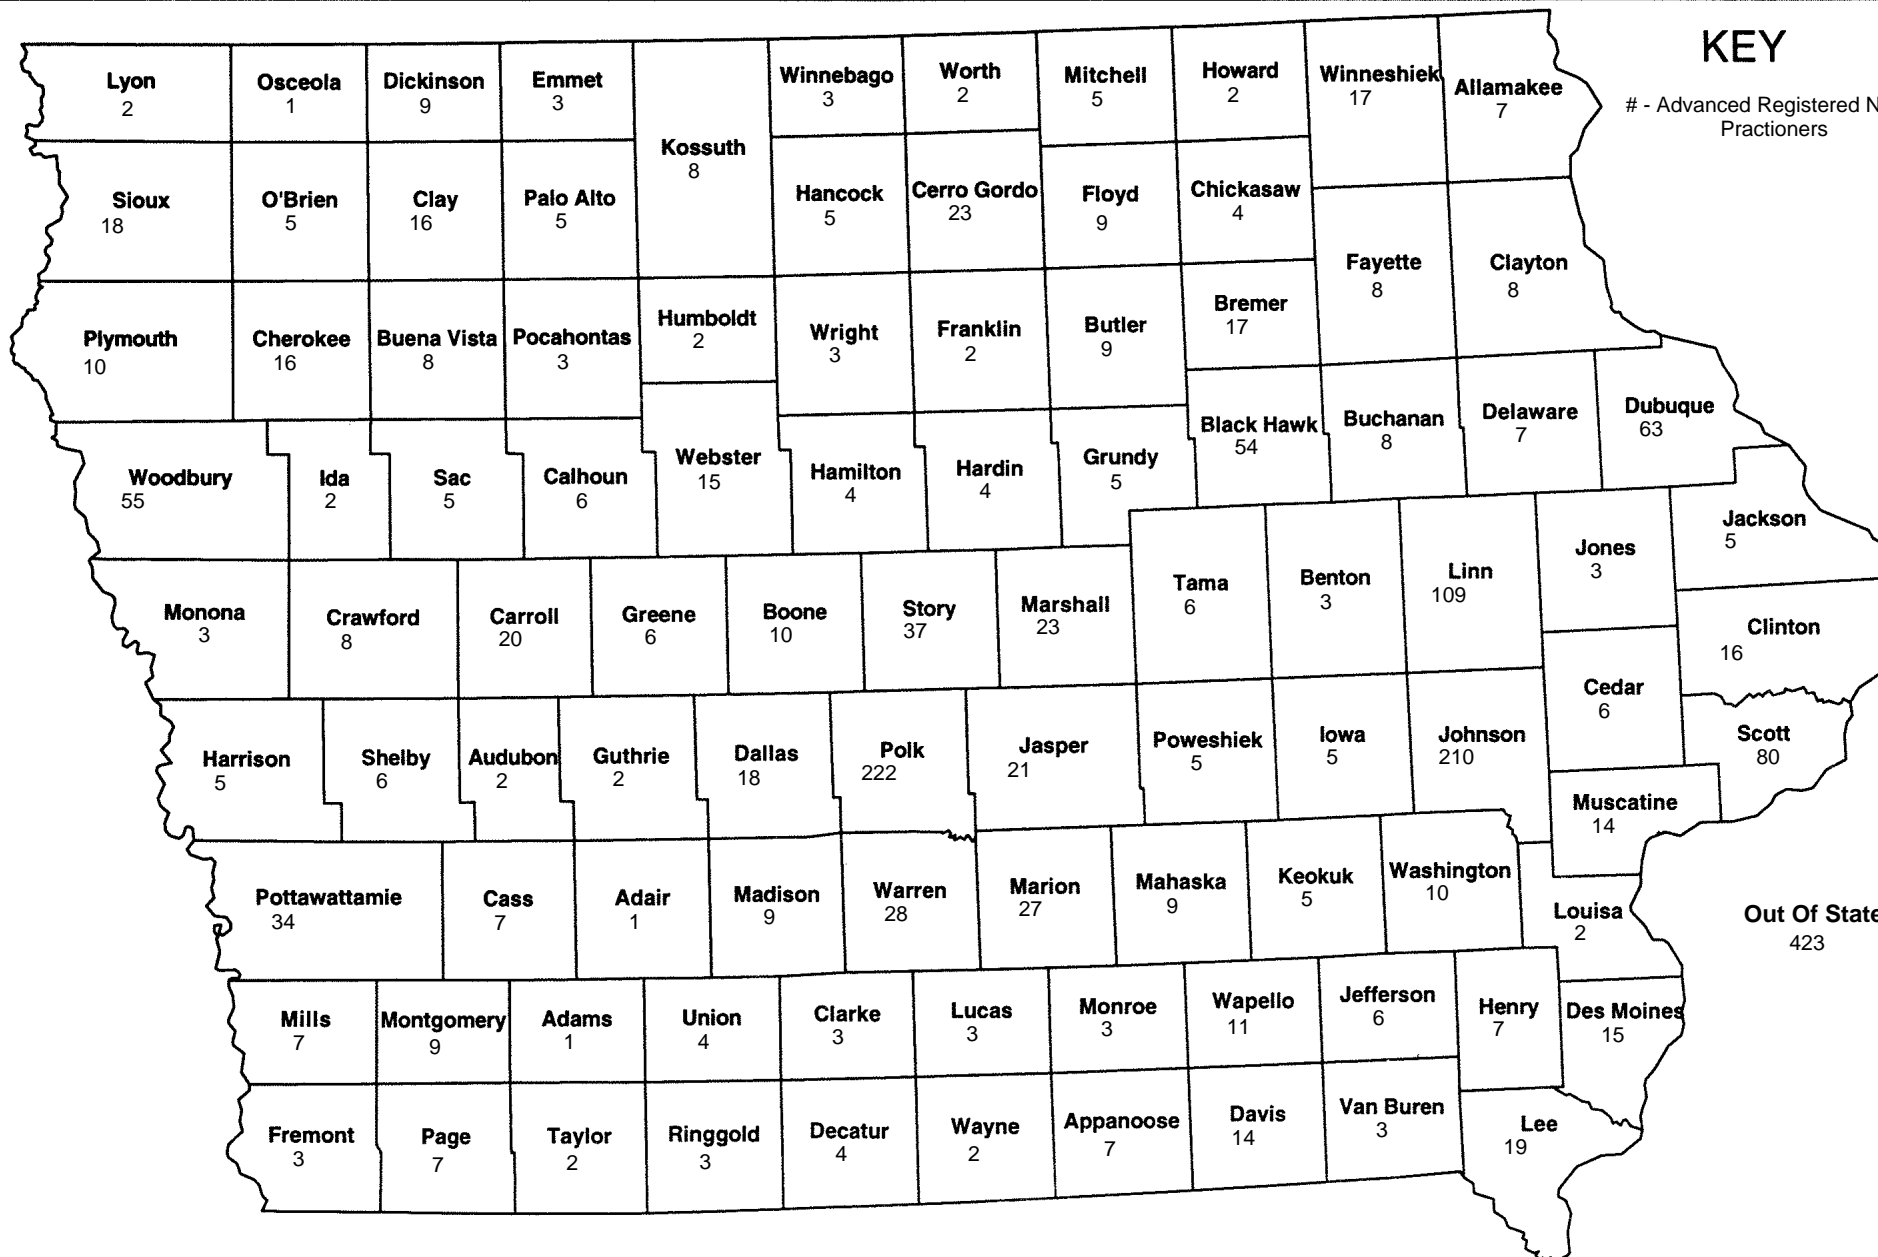 KEY
# - Advanced Registered N
Practioners
Lyon
2
Osceola
1
Dickinson
9
Emmet
3
Kossuth
8
Winnebago
3
Worth
2
Mitchell
5
Howard
2
Winneshiek
17
Allamakee
7
Sioux
18
O'Brien
5
Clay
16
Palo Alto
5
Hancock
5
Cerro Gordo
23
Floyd
9
Chickasaw
4
Fayette
8
Clayton
8
Plymouth
10
Cherokee
16
Buena Vista
8
Pocahontas
3
Humboldt
2
Wright
3
Franklin
2
Butler
9
Bremer
17
Woodbury
55
Ida
2
Sac
5
Calhoun
6
Webster
15
Hamilton
4
Hardin
4
Grundy
5
Black Hawk
54
Buchanan
8
Delaware
7
Dubuque
63
Monona
3
Crawford
8
Carroll
20
Greene
6
Boone
10
Story
37
Marshall
23
Tama
6
Benton
3
Linn
109
Jones
3
Jackson
5
Clinton
16
Harrison
5
Shelby
6
Audubon
2
Guthrie
2
Dallas
18
Polk
222
Jasper
21
Poweshiek
5
Iowa
5
Johnson
210
Cedar
6
Scott
80
Muscatine
14
Pottawattamie
34
Cass
7
Adair
1
Madison
9
Warren
28
Marion
27
Mahaska
9
Keokuk
5
Washington
10
Louisa
2
Out Of State
423
Mills
7
Montgomery
9
Adams
1
Union
4
Clarke
3
Lucas
3
Monroe
3
Wapello
11
Jefferson
6
Henry
7
Des Moines
15
Fremont
3
Page
7
Taylor
2
Ringgold
3
Decatur
4
Wayne
2
Appanoose
7
Davis
14
Van Buren
3
Lee
19